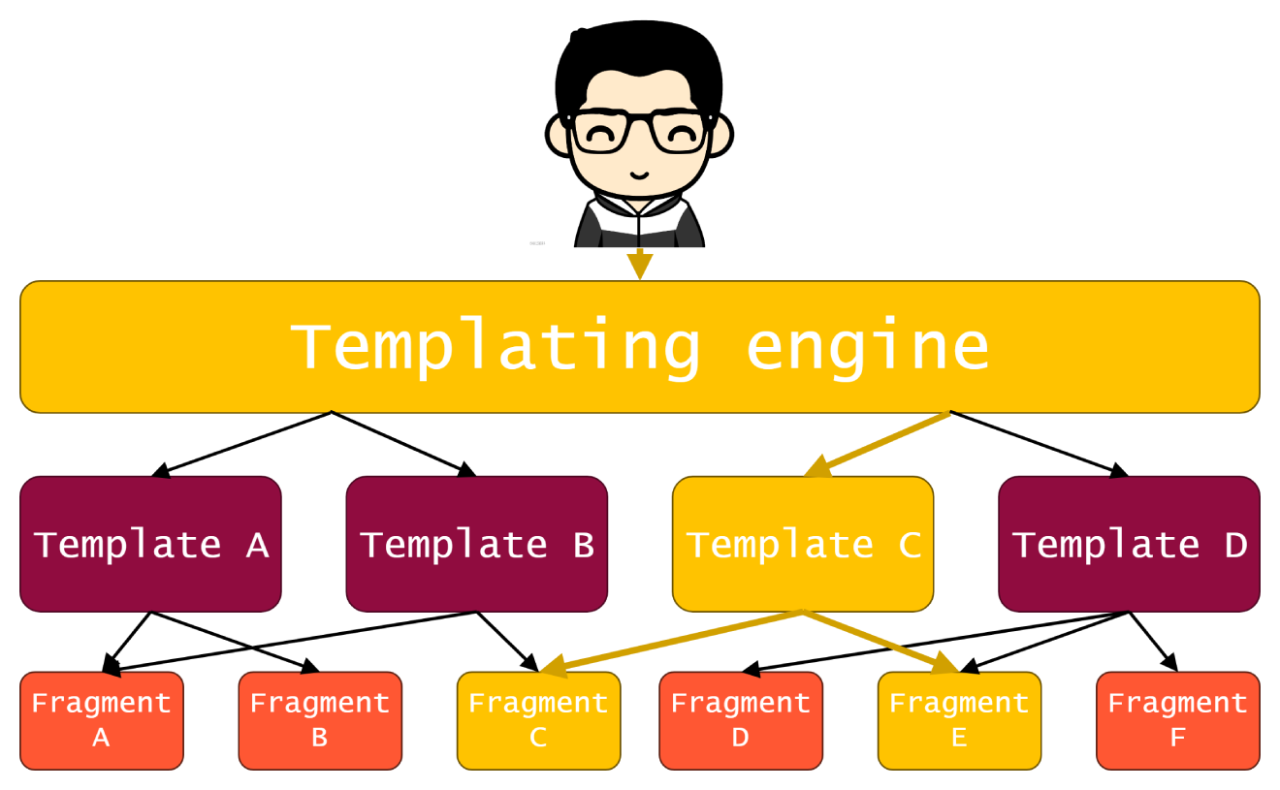 Templating engine
Template A
Template B
Template C
Template D
Fragment
A
Fragment
B
Fragment
C
Fragment
D
Fragment
E
Fragment
F